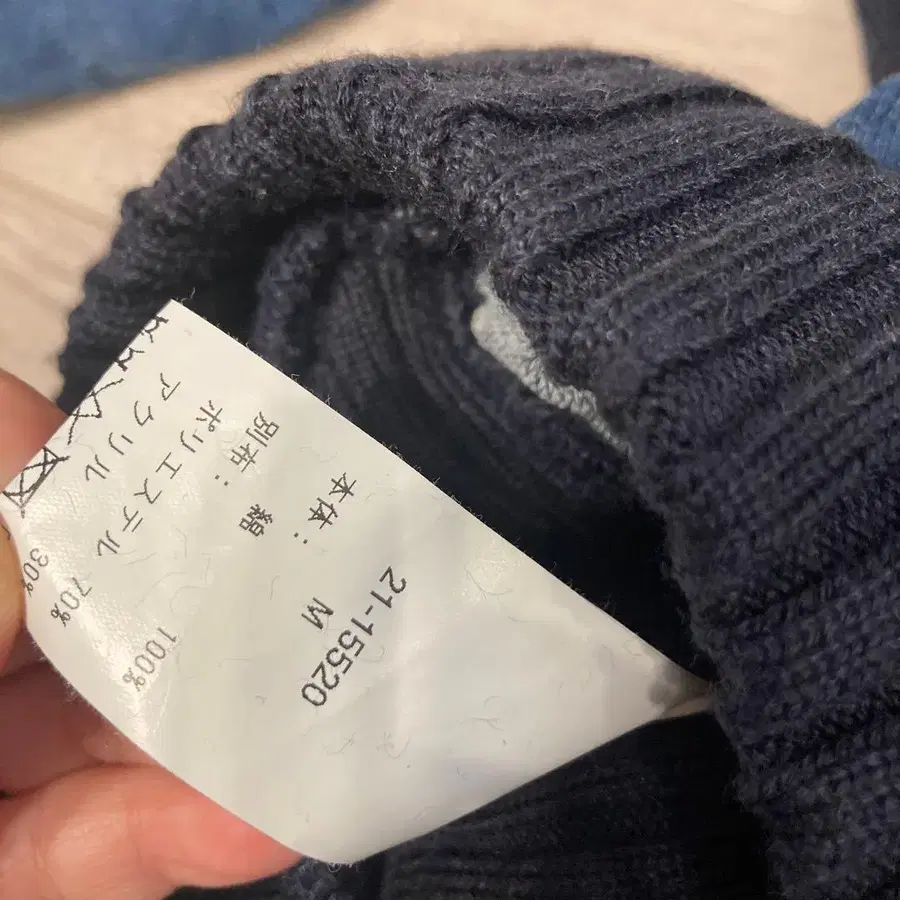 21-15520
M
本体:
綿 100%
別布:
ポリエステル 70%
アクリル 30%